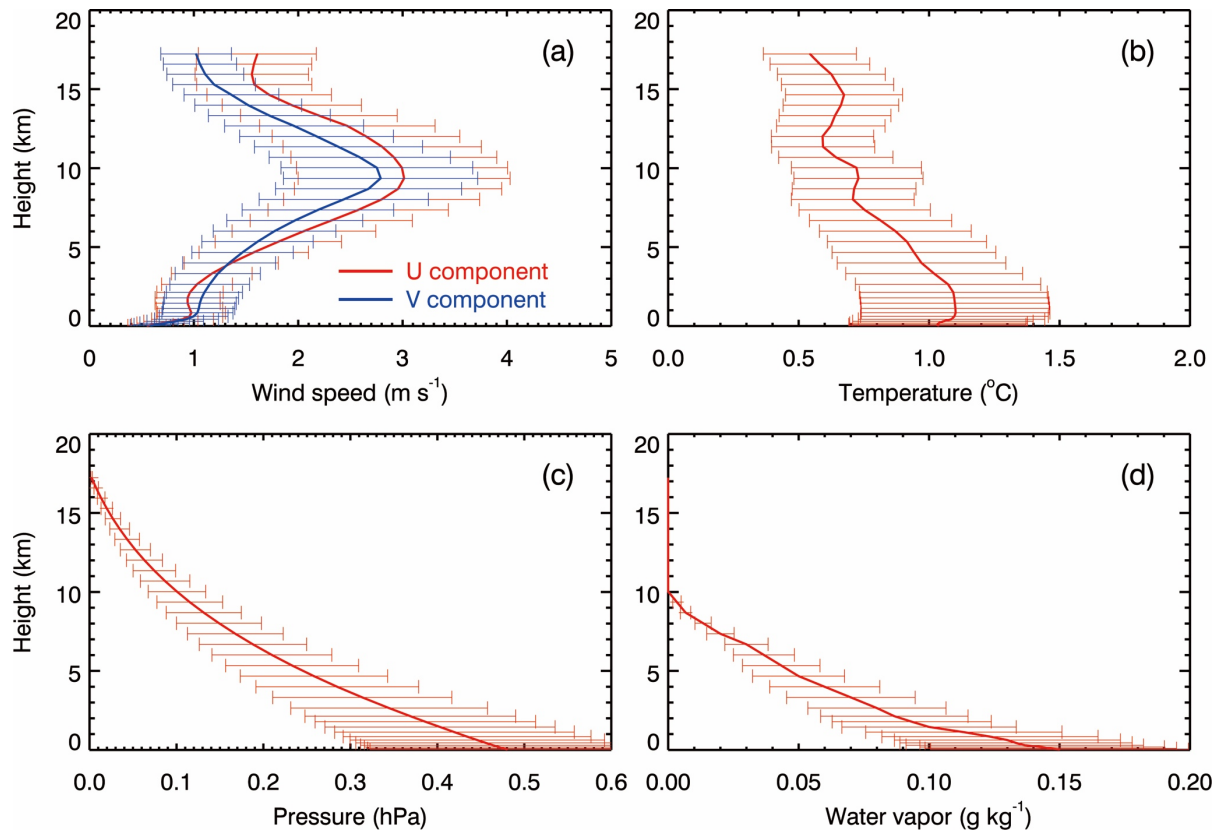 20
15
10
5
0
Height (km)
(a)
U component
V component
0 1 2 3 4 5
Wind speed (m s⁻¹)
20
15
10
5
0
(b)
0.0 0.5 1.0 1.5 2.0
Temperature (°C)
20
15
10
5
0
Height (km)
(c)
0.0 0.1 0.2 0.3 0.4 0.5 0.6
Pressure (hPa)
20
15
10
5
0
(d)
0.00 0.05 0.10 0.15 0.20
Water vapor (g kg⁻¹)